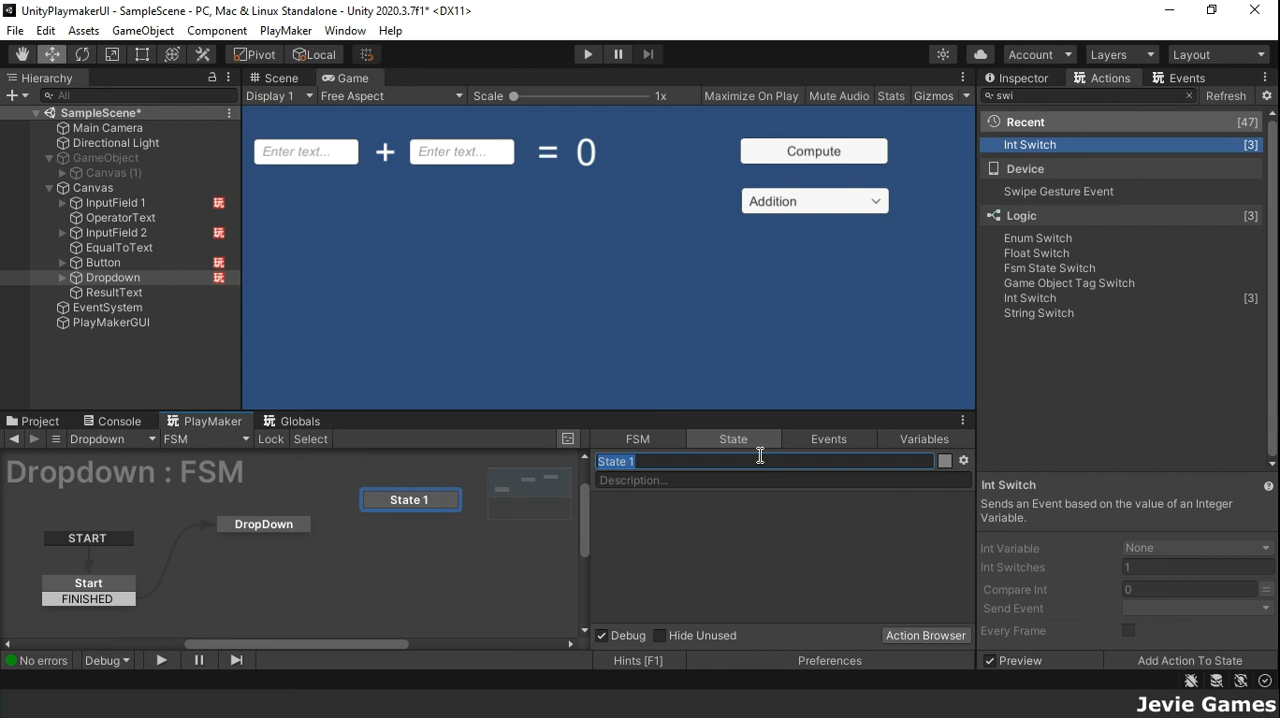 UnityPlaymakerUI - SampleScene - PC, Mac & Linux Standalone - Unity 2020.3.7f1* <DX11>
File Edit Assets GameObject Component PlayMaker Window Help
Pivot Local Account Layers Layout
Hierarchy Scene Game Inspector Actions Events
All Display 1 Free Aspect Scale 1x Maximize On Play Mute Audio Stats Gizmos swi Refresh
SampleScene*
Main Camera
Directional Light
GameObject
Canvas (1)
Canvas
InputField 1
OperatorText
InputField 2
EqualToText
Button
Dropdown
ResultText
EventSystem
PlayMakerGUI
Enter text... + Enter text... = 0 Compute
Addition
Recent [47]
Int Switch [3]
Device
Swipe Gesture Event
Logic [3]
Enum Switch
Float Switch
Fsm State Switch
Game Object Tag Switch
Int Switch [3]
String Switch
Project Console PlayMaker Globals
Dropdown FSM Lock Select FSM State Events Variables
Dropdown : FSM
START
Start
FINISHED
DropDown
State 1
State 1
Description...
Debug Hide Unused Action Browser
Int Switch
Sends an Event based on the value of an Integer
Variable.
Int Variable None
Int Switches 1
Compare Int 0 =
Send Event
Every Frame
No errors Debug Hints [F1] Preferences Preview Add Action To State
Jevie Games